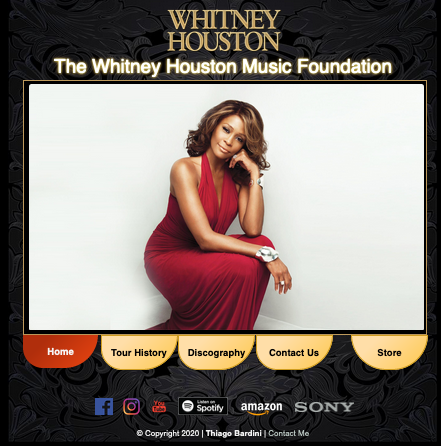 WHITNEY
HOUSTON
The Whitney Houston Music Foundation
Home
Tour History
Discography
Contact Us
Store
You
Tube
Listen on
Spotify
amazon
SONY
© Copyright 2020 | Thiago Bardini | Contact Me